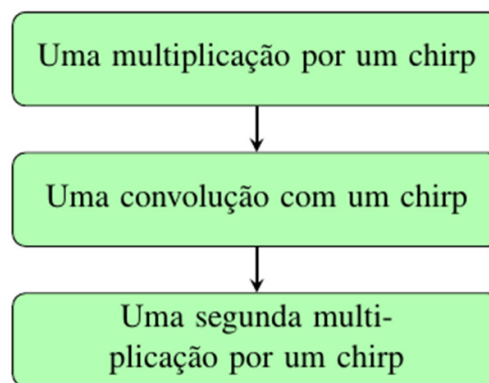 Uma multiplicação por um chirp
Uma convolução com um chirp
Uma segunda multi-
plicação por um chirp